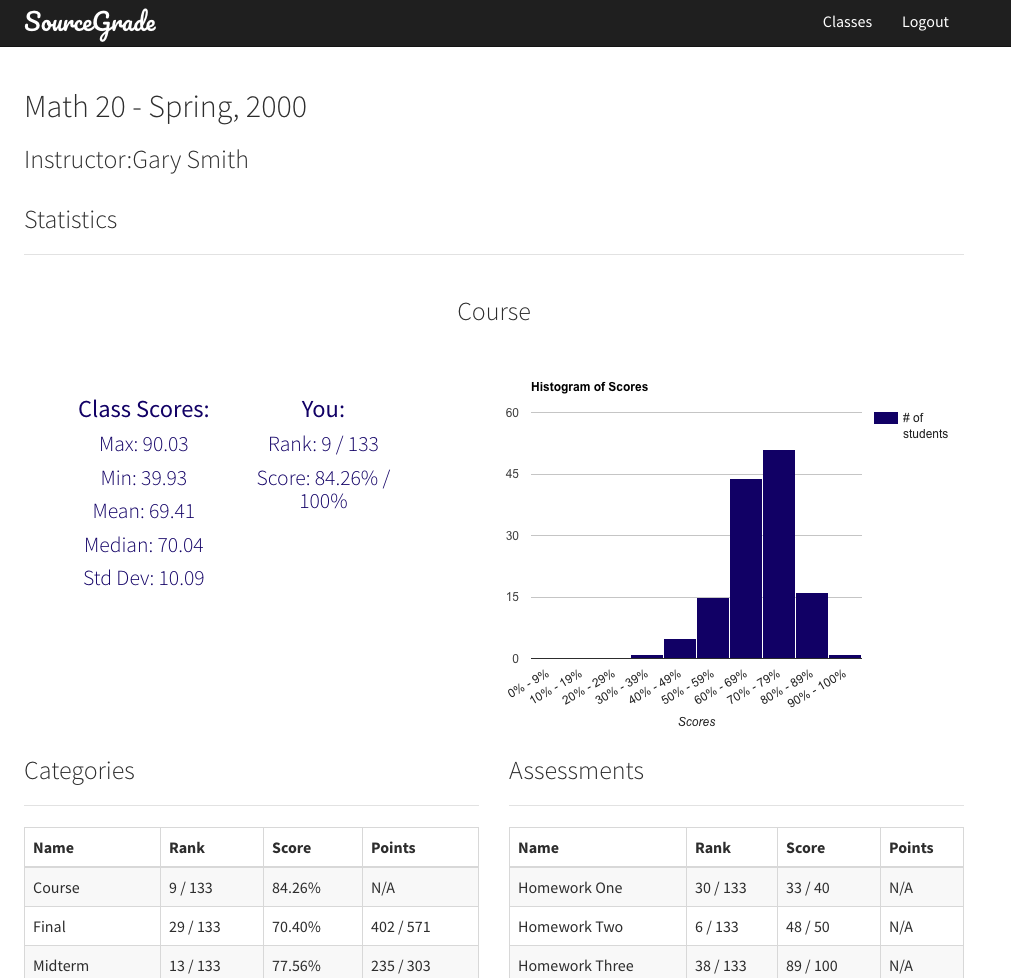 SourceGrade
Classes
Logout
Math 20 - Spring, 2000
Instructor:Gary Smith
Statistics
Course
Class Scores:
Max: 90.03
Min: 39.93
Mean: 69.41
Median: 70.04
Std Dev: 10.09
You:
Rank: 9 / 133
Score: 84.26% /
100%
Histogram of Scores
60
45
30
15
0
# of
students
0% - 9%
10% - 19%
20% - 29%
30% - 39%
40% - 49%
50% - 59%
60% - 69%
70% - 79%
80% - 89%
90% - 100%
Scores
Categories
Name Rank Score Points
Course 9 / 133 84.26% N/A
Final 29 / 133 70.40% 402 / 571
Midterm 13 / 133 77.56% 235 / 303
Assessments
Name Rank Score Points
Homework One 30 / 133 33 / 40 N/A
Homework Two 6 / 133 48 / 50 N/A
Homework Three 38 / 133 89 / 100 N/A